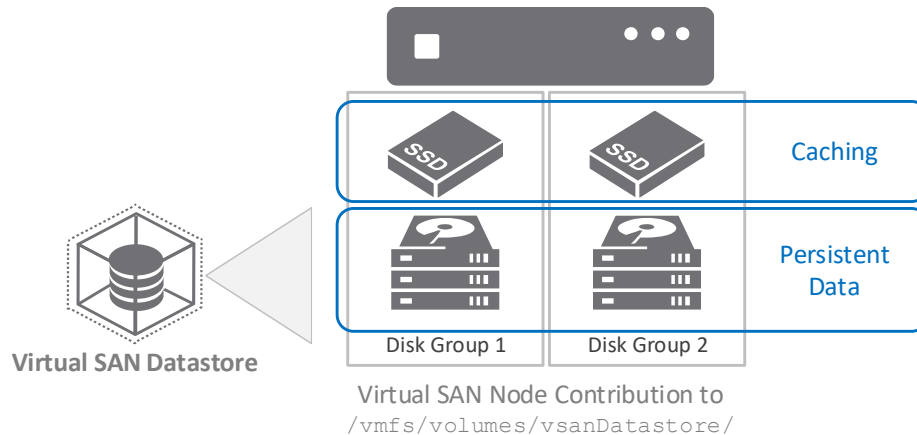 SSD
SSD
Caching
Persistent
Data
Virtual SAN Datastore
Disk Group 1
Disk Group 2
Virtual SAN Node Contribution to
/vmfs/volumes/vsanDatastore/